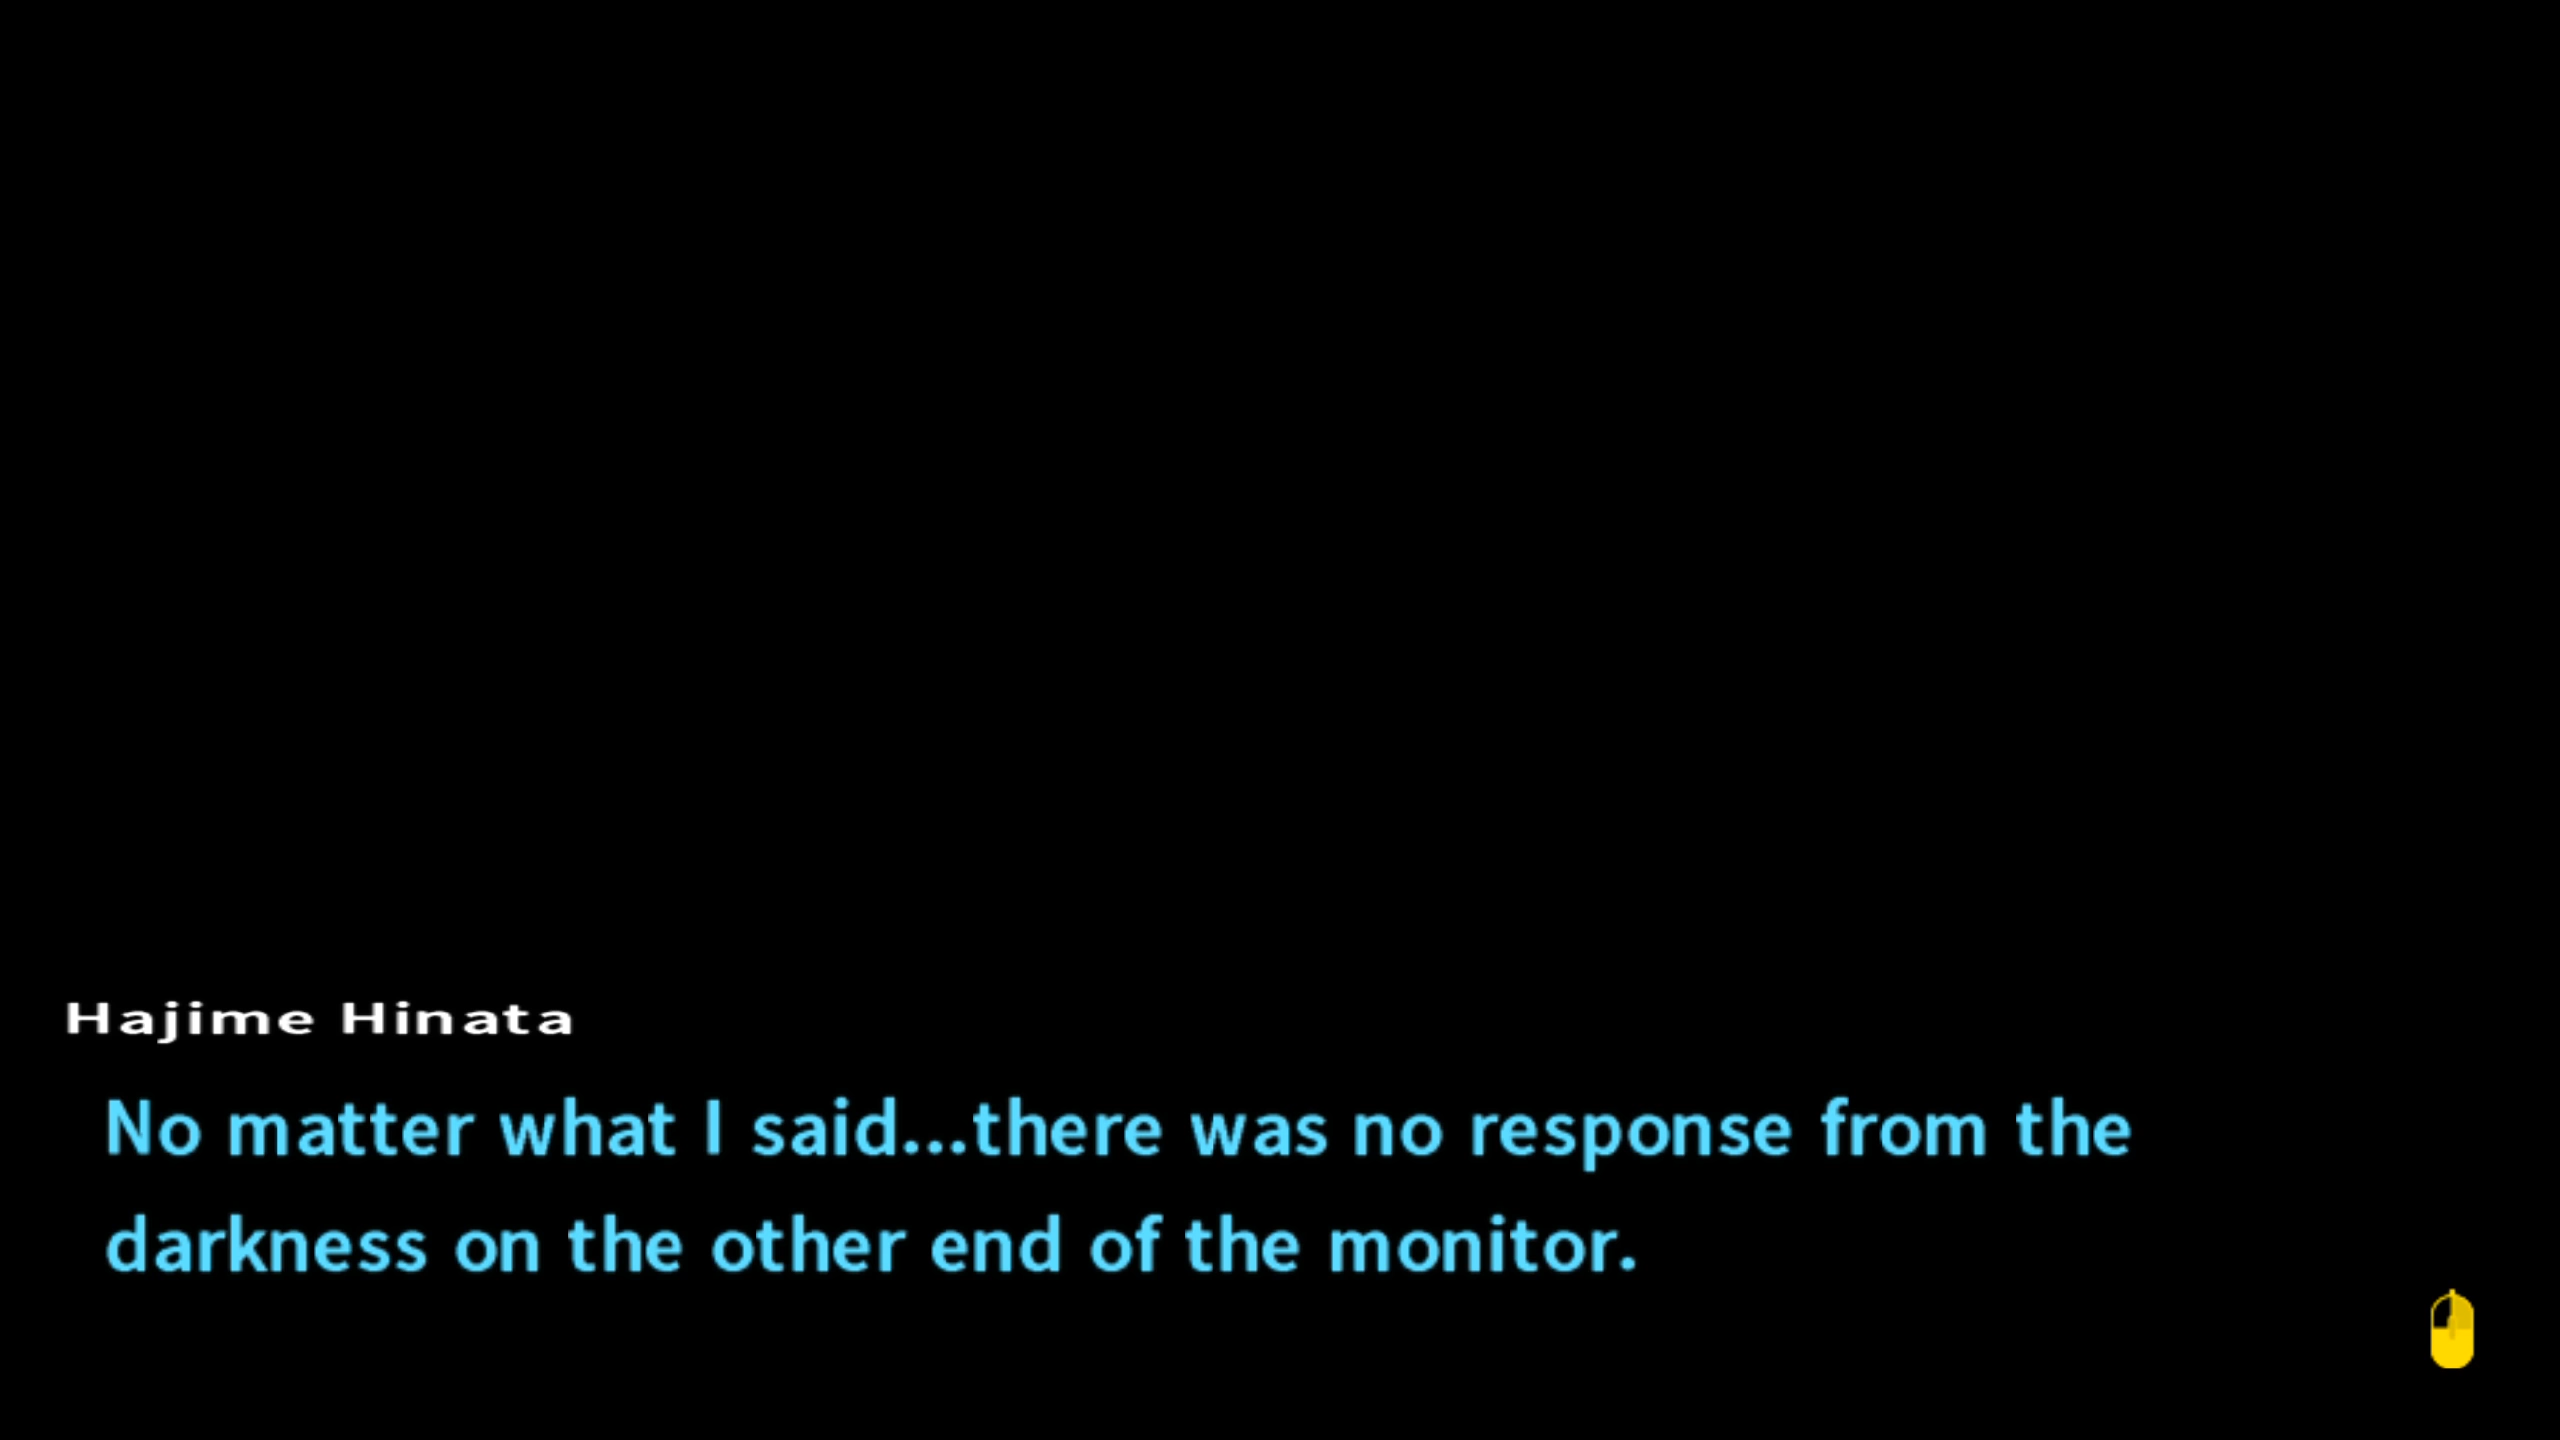 Hajime Hinata
No matter what I said...there was no response from the
darkness on the other end of the monitor.